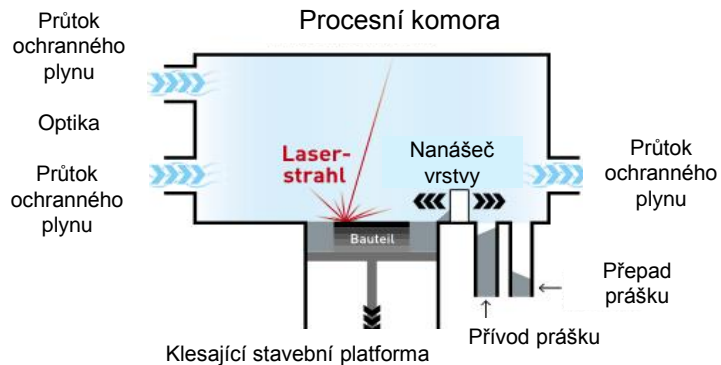 Procesní komora
Průtok
ochranného
plynu
Optika
Průtok
ochranného
plynu
Laser-
strahl
Nanášeč
vrstvy
Průtok
ochranného
plynu
Bauteil
Přepad
prášku
Přívod prášku
Klesající stavební platforma